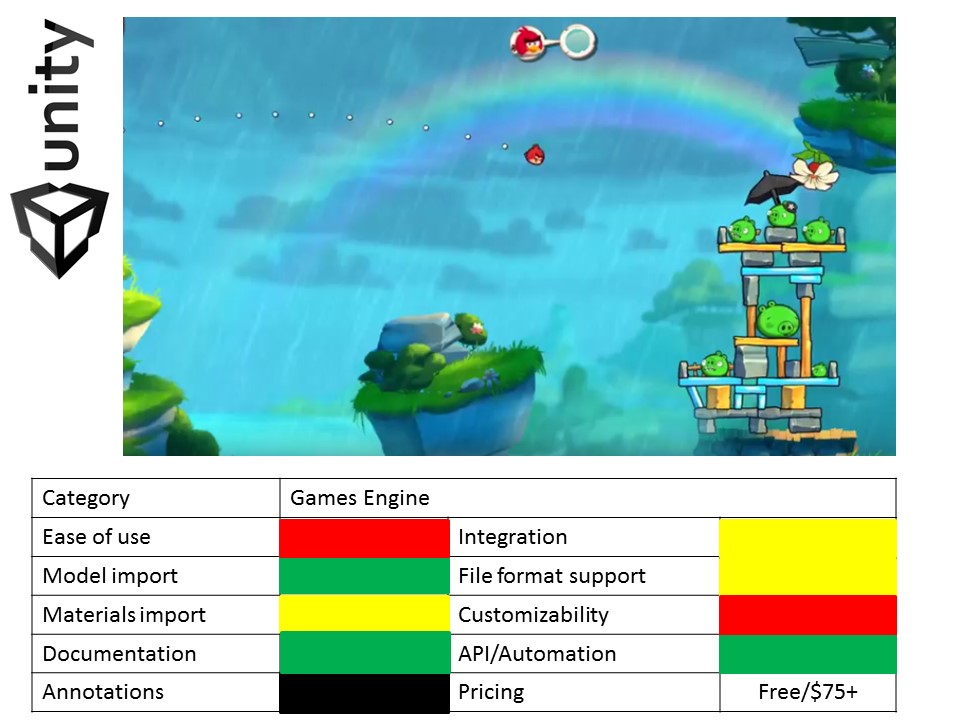 unity
Category Games Engine
Ease of use Integration
Model import File format support
Materials import Customizability
Documentation API/Automation
Annotations Pricing Free/$75+